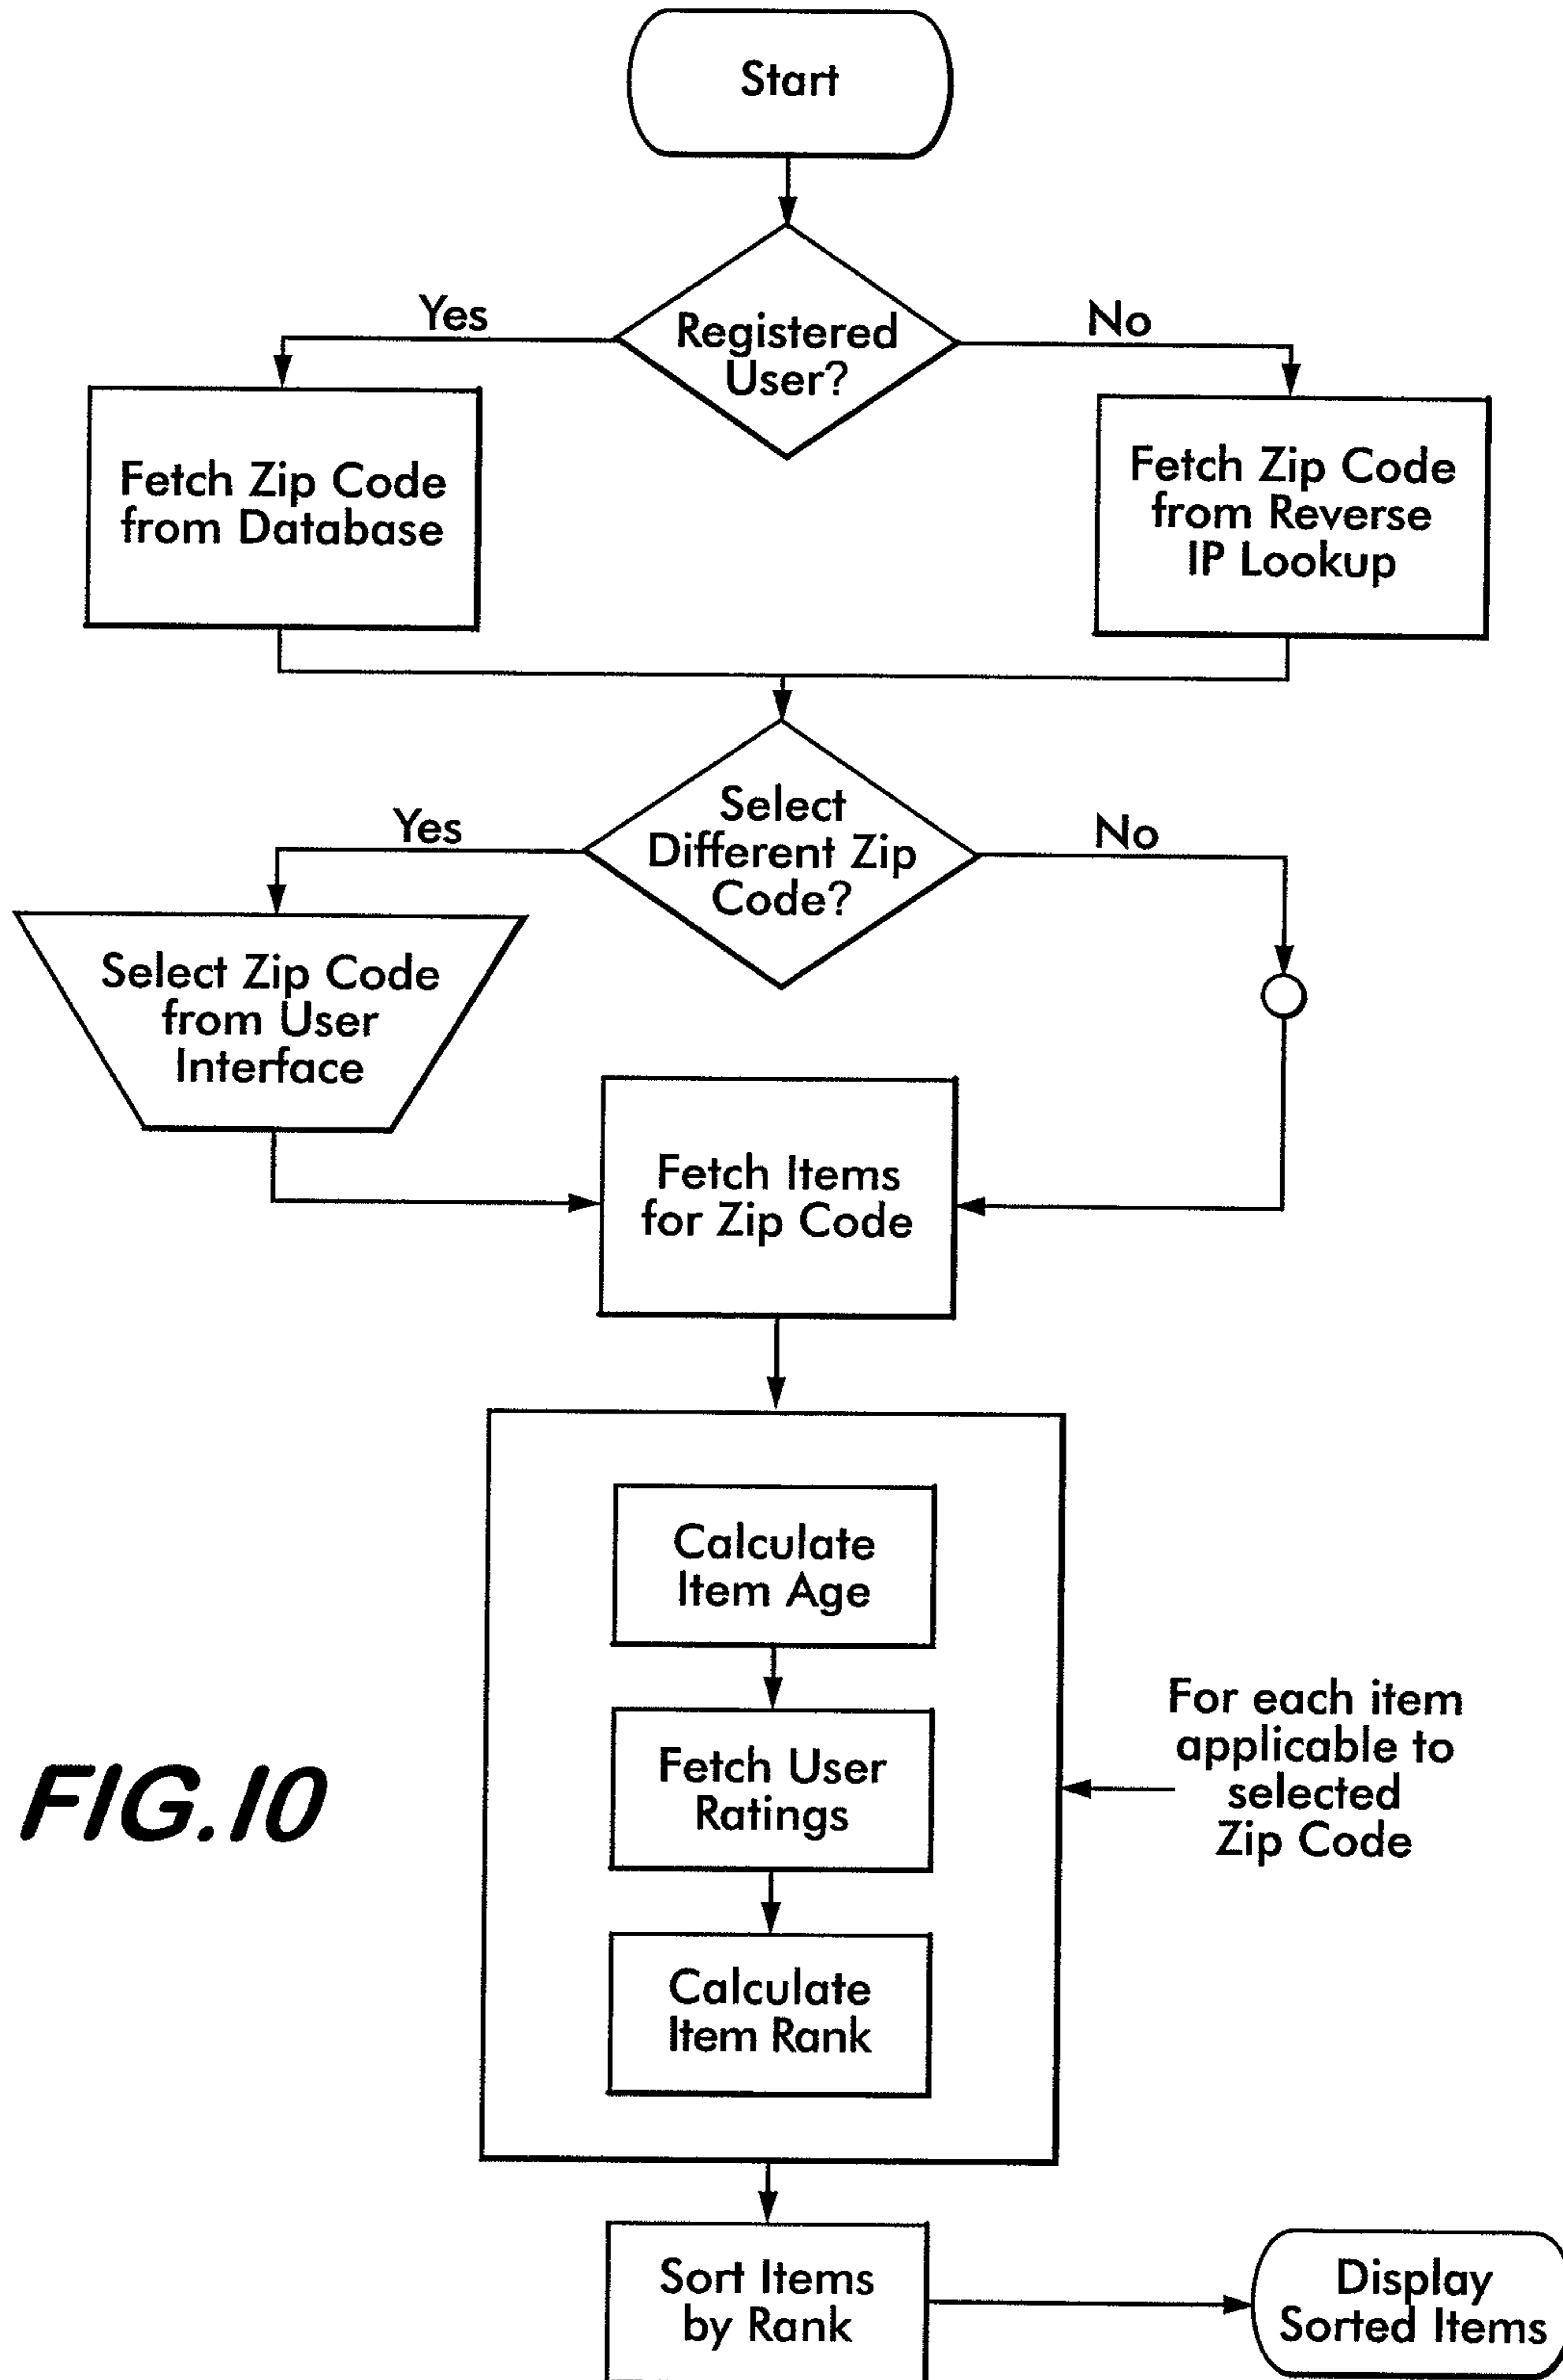 Start
Registered
User?
Yes
No
Fetch Zip Code
from Database
Fetch Zip Code
from Reverse
IP Lookup
Select
Different Zip
Code?
Yes
No
Select Zip Code
from User
Interface
Fetch Items
for Zip Code
Calculate
Item Age
Fetch User
Ratings
Calculate
Item Rank
For each item
applicable to
selected
Zip Code
FIG.10
Sort Items
by Rank
Display
Sorted Items